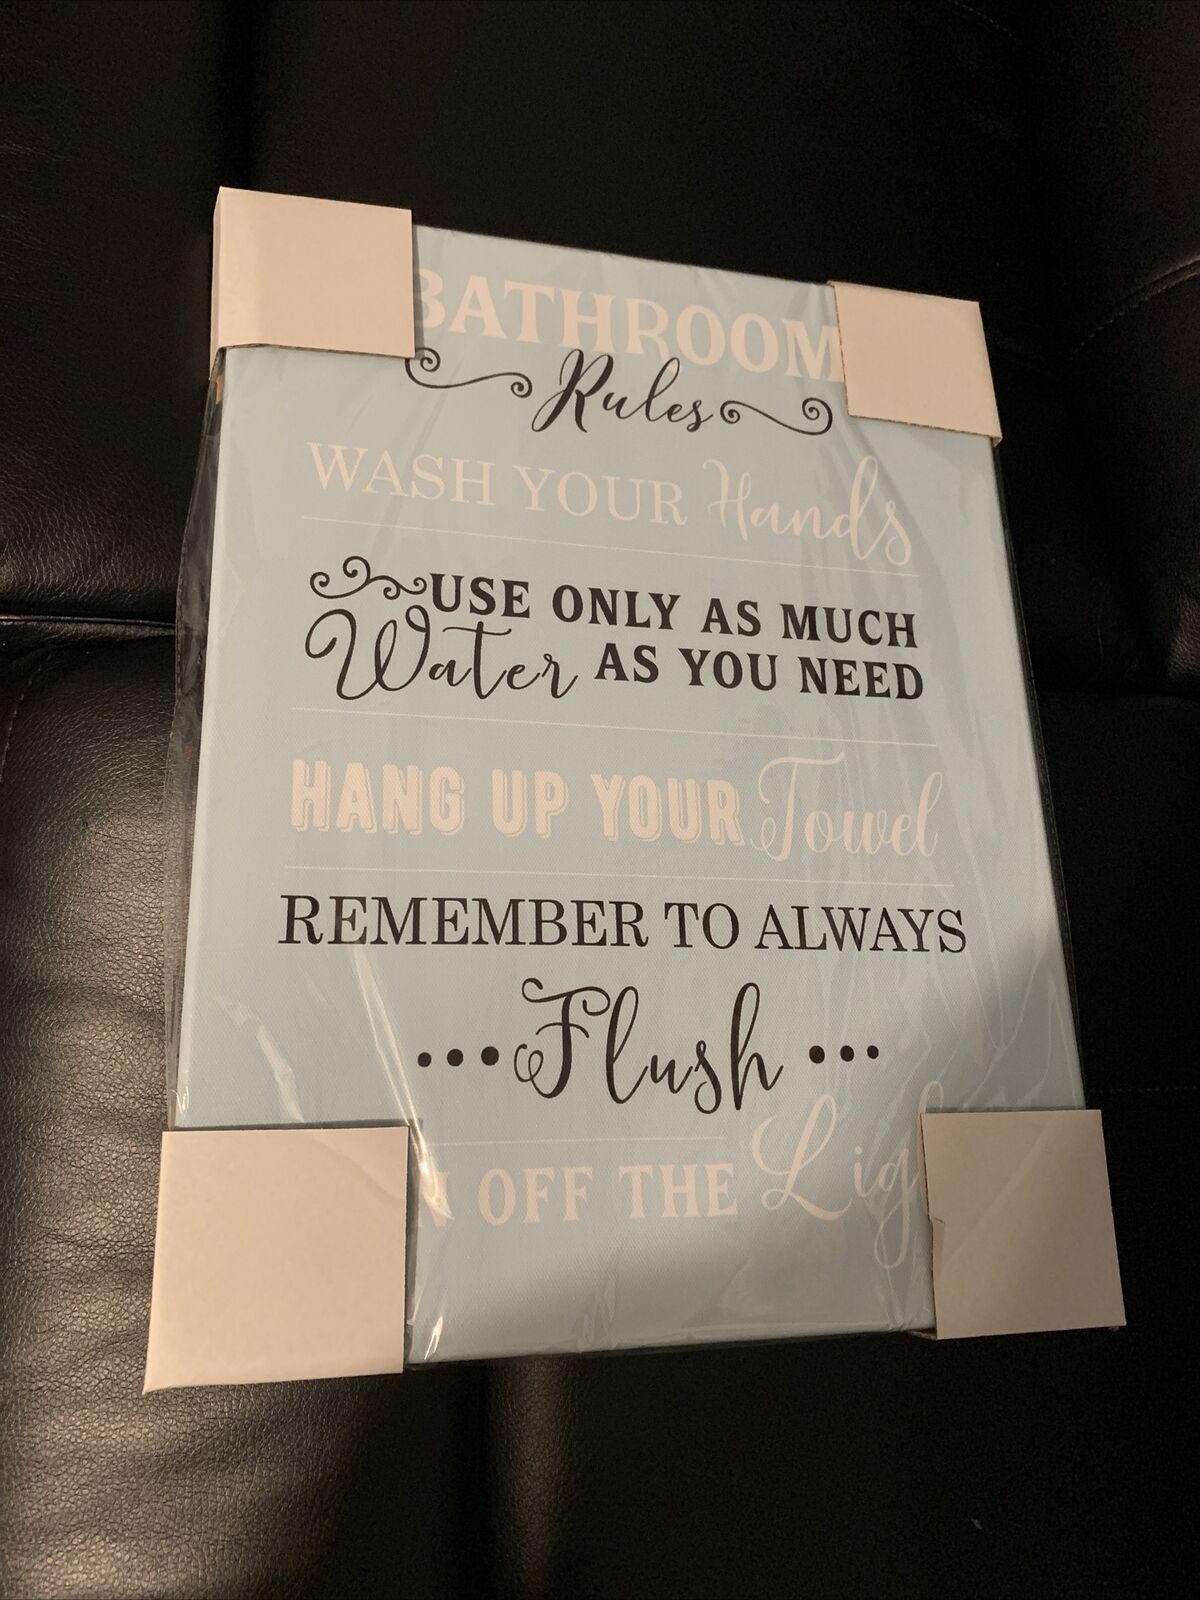 BATHROOM
Rules
WASH YOUR Hands
USE ONLY AS MUCH
Water AS YOU NEED
HANG UP YOUR Towel
REMEMBER TO ALWAYS
...Flush...
OFF THE